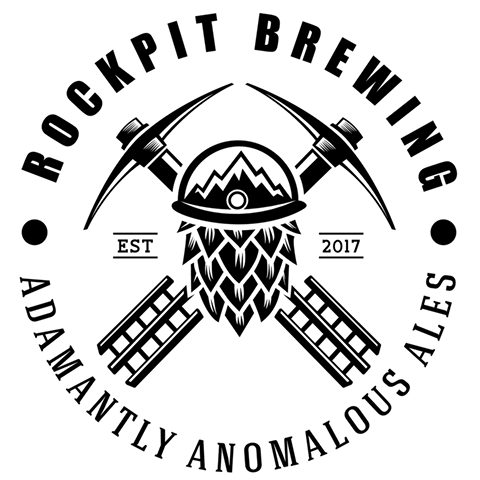 ROCKPIT BREWING
EST 2017
ADAMANTLY ANOMALOUS ALES